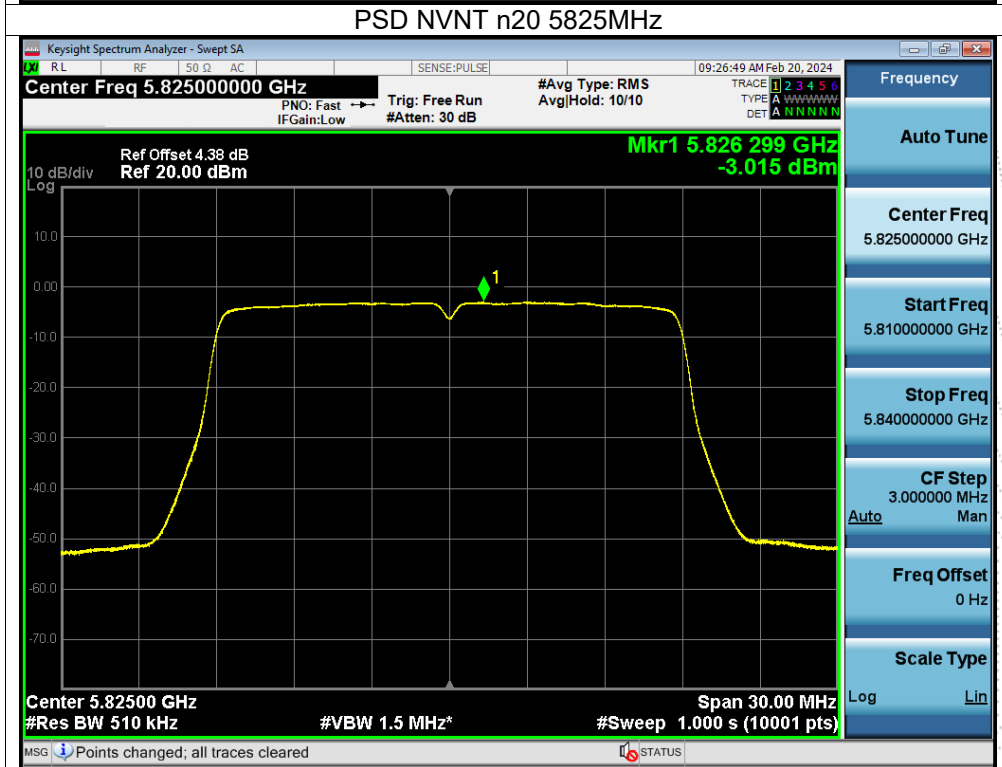 PSD NVNT n20 5825MHz
Keysight Spectrum Analyzer - Swept SA
LXI RL RF 50 Ω AC SENSE:PULSE 09:26:49 AM Feb 20, 2024
Center Freq 5.825000000 GHz
PNO: Fast
IFGain:Low
Trig: Free Run
#Atten: 30 dB
#Avg Type: RMS
Avg|Hold: 10/10
TRACE 1 2 3 4 5 6
TYPE A WWWWW
DET A N N N N N
Mkr1 5.826 299 GHz
-3.015 dBm
Ref Offset 4.38 dB
10 dB/div Ref 20.00 dBm
Log
10.0
0.00
-10.0
-20.0
-30.0
-40.0
-50.0
-60.0
-70.0
1
Center 5.82500 GHz Span 30.00 MHz
#Res BW 510 kHz #VBW 1.5 MHz* #Sweep 1.000 s (10001 pts)
MSG Points changed; all traces cleared STATUS
Frequency
Auto Tune
Center Freq
5.825000000 GHz
Start Freq
5.810000000 GHz
Stop Freq
5.840000000 GHz
CF Step
3.000000 MHz
Auto Man
Freq Offset
0 Hz
Scale Type
Log Lin